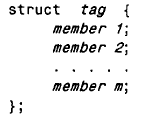 struct tag {
member 1;
member 2;
. . . . .
member m;
};